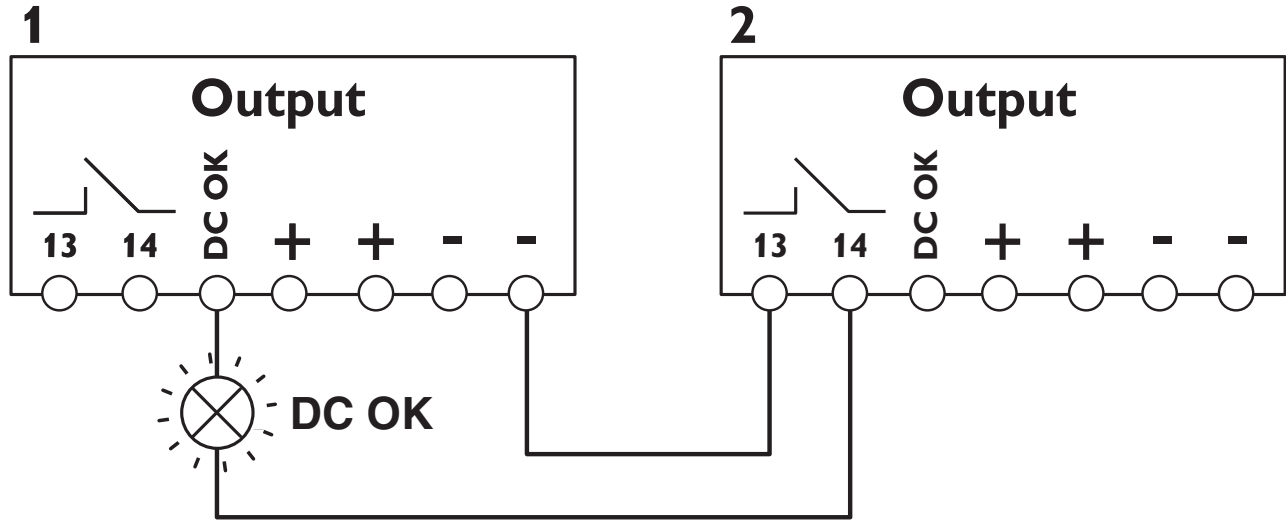 1
Output
DC OK
13 14 + + - -
DC OK
2
Output
DC OK
13 14 + + - -